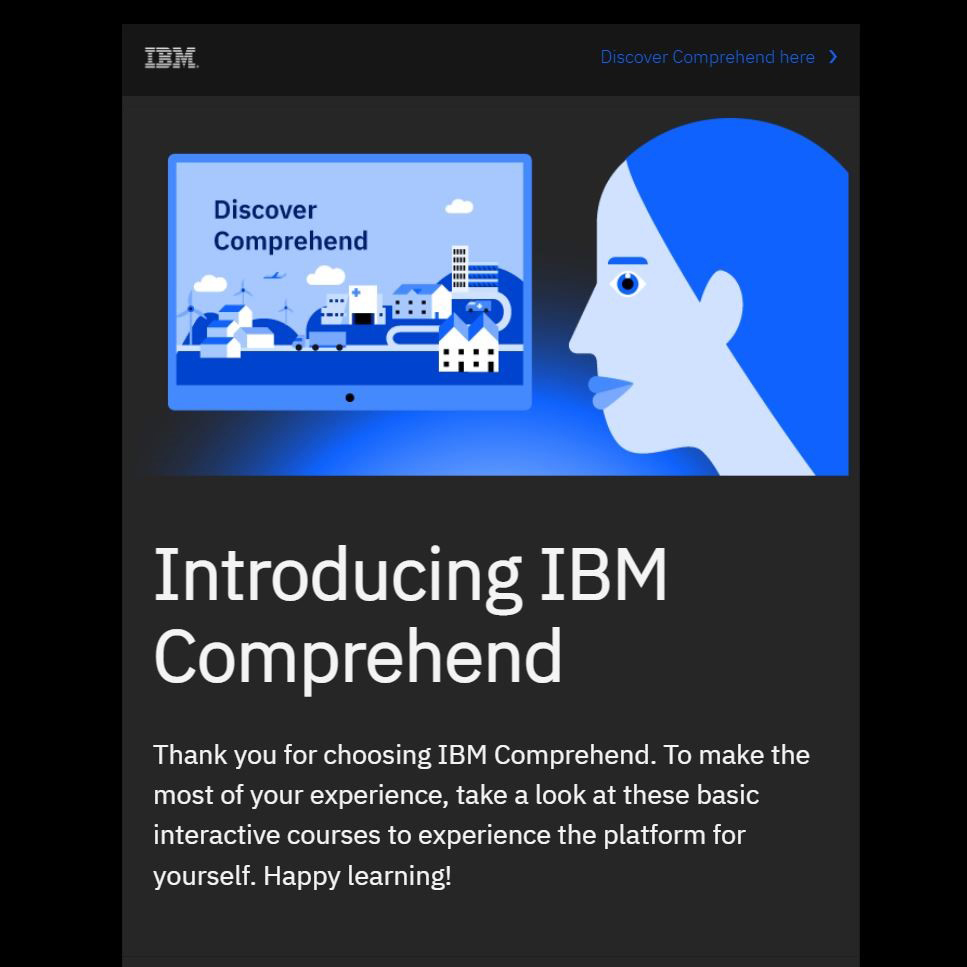 IBM
Discover Comprehend here
Discover
Comprehend
Introducing IBM
Comprehend
Thank you for choosing IBM Comprehend. To make the
most of your experience, take a look at these basic
interactive courses to experience the platform for
yourself. Happy learning!